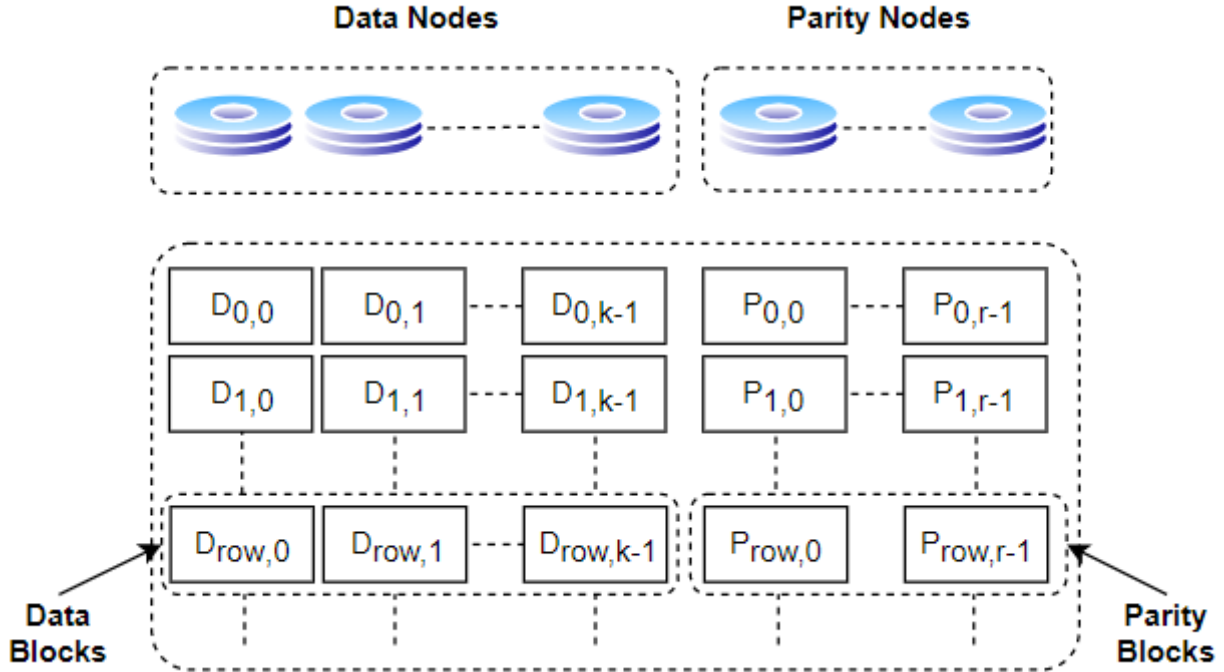 Data Nodes
Parity Nodes
D0,0 D0,1 D0,k-1 P0,0 P0,r-1
D1,0 D1,1 D1,k-1 P1,0 P1,r-1
Drow,0 Drow,1 Drow,k-1 Prow,0 Prow,r-1
Data
Blocks
Parity
Blocks